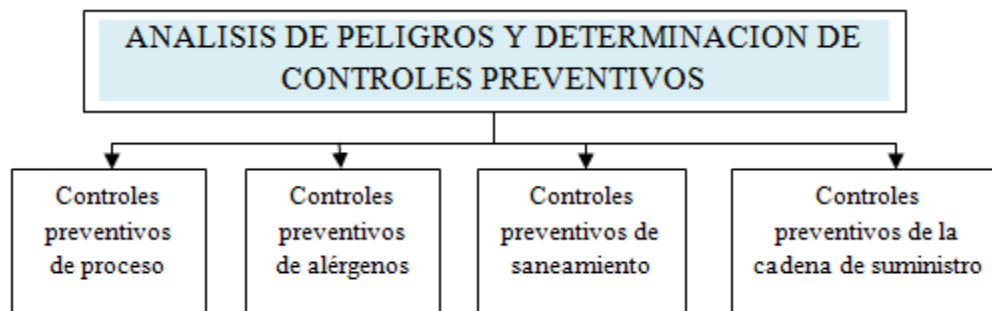 ANALISIS DE PELIGROS Y DETERMINACION DE
CONTROLES PREVENTIVOS
Controles
preventivos
de proceso
Controles
preventivos
de alérgenos
Controles
preventivos de
saneamiento
Controles
preventivos de la
cadena de suministro